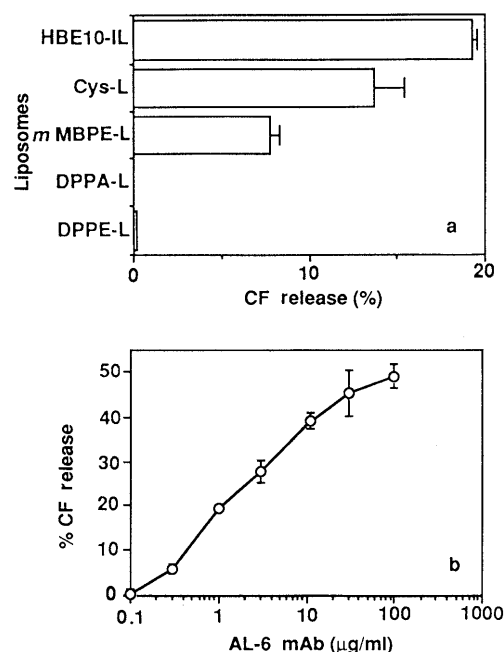 Liposomes
HBE10-IL
Cys-L
m MBPE-L
DPPA-L
DPPE-L
a
0 10 20
CF release (%)
% CF release
50
40
30
20
10
0
b
0.1 1 10 100 1000
AL-6 mAb (µg/ml)